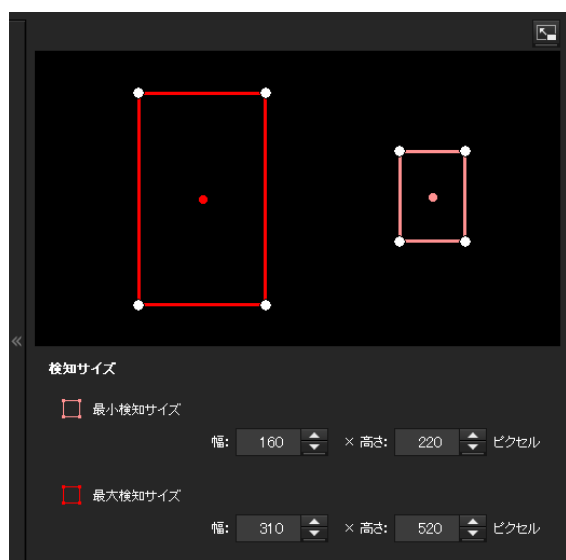 «
検知サイズ
最小検知サイズ
幅: 160 × 高さ: 220 ピクセル
最大検知サイズ
幅: 310 × 高さ: 520 ピクセル